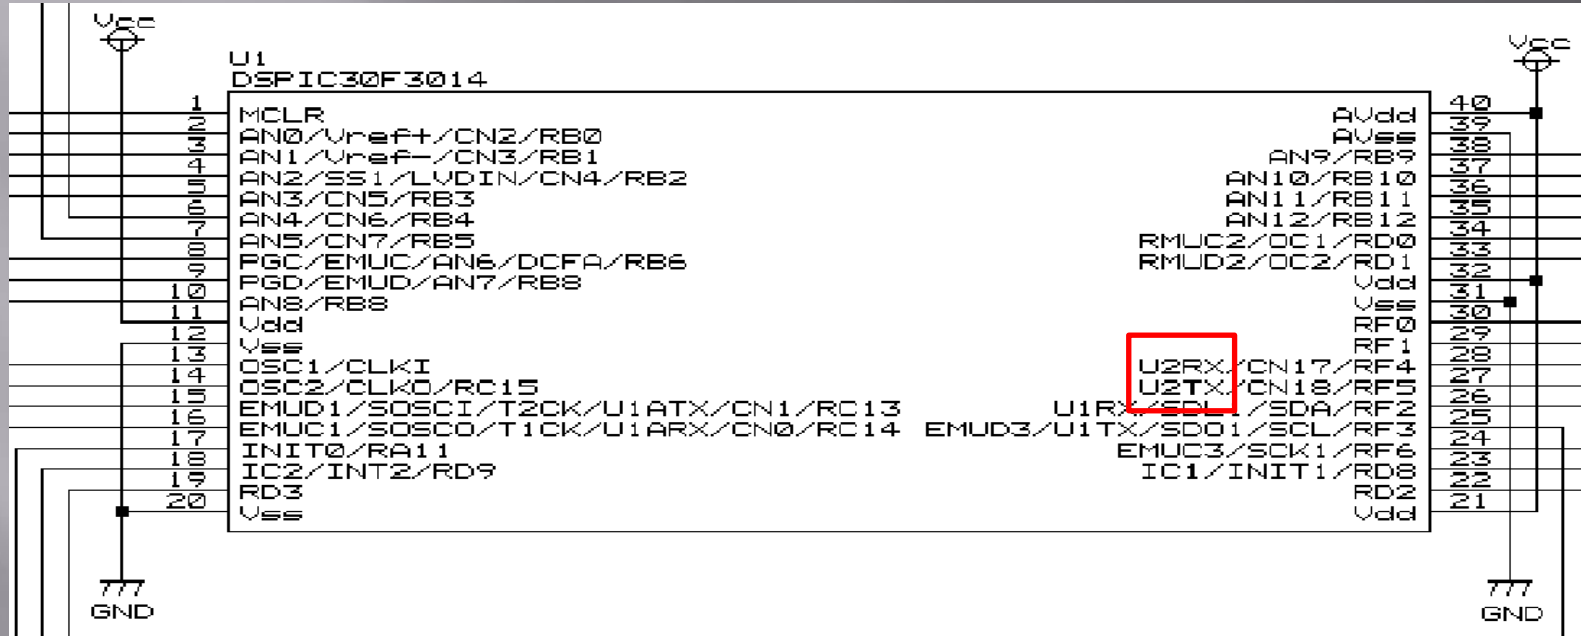 Vcc
Vcc
U1
DSPIC30F3014
1 MCLR
2 AN0/Vref+/CN2/RB0
3 AN1/Vref-/CN3/RB1
4 AN2/SS1/LVDIN/CN4/RB2
5 AN3/CN5/RB3
6 AN4/CN6/RB4
7 AN5/CN7/RB5
8 PGC/EMUC/AN6/DCFA/RB6
9 PGD/EMUD/AN7/RB8
10 AN8/RB8
11 Vdd
12 Vss
13 OSC1/CLKI
14 OSC2/CLKO/RC15
15 EMUD1/SOSCI/T2CK/U1ATX/CN1/RC13
16 EMUC1/SOSCO/T1CK/U1ARX/CN0/RC14
17 INIT0/RA11
18 IC2/INT2/RD9
19 RD3
20 Vss
AVdd 40
AVss 39
AN9/RB9 38
AN10/RB10 37
AN11/RB11 36
AN12/RB12 35
RMUC2/OC1/RD0 34
RMUD2/OC2/RD1 33
Vdd 32
Vss 31
RF0 30
RF1 29
U2RX/CN17/RF4 28
U2TX/CN18/RF5 27
U1RX/SDL1/SDA/RF2 26
EMUD3/U1TX/SDO1/SCL/RF3 25
EMUC3/SCK1/RF6 24
IC1/INIT1/RD8 23
RD2 22
Vdd 21
GND
GND